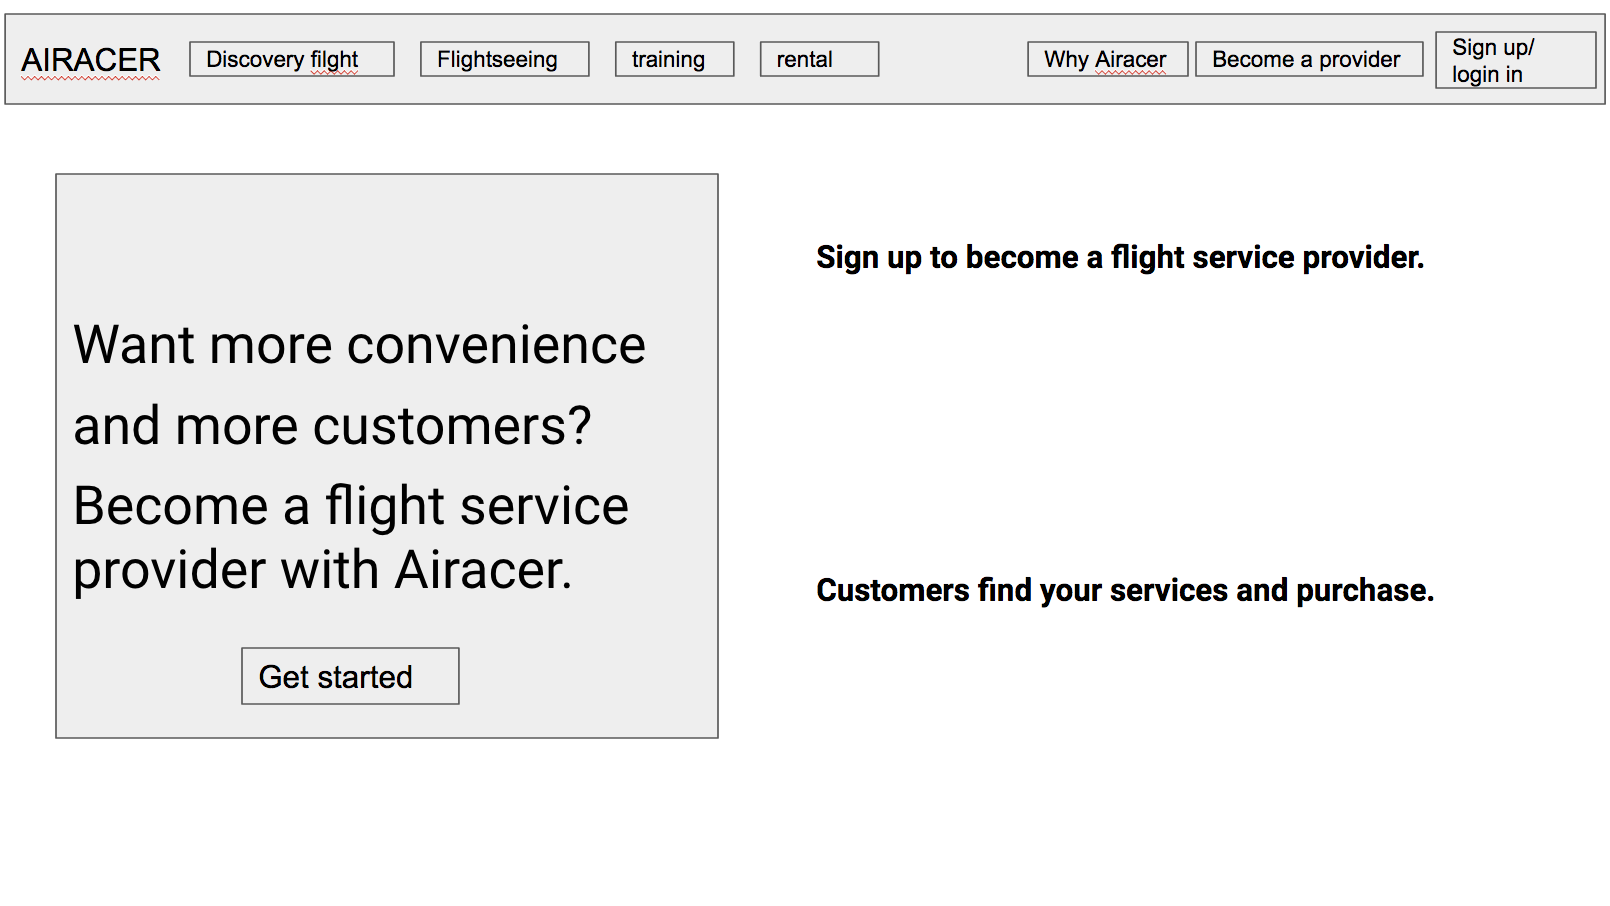 AIRACER
Discovery filght
Flightseeing
training
rental
Why Airacer
Become a provider
Sign up/
login in
Want more convenience
and more customers?
Become a flight service
provider with Airacer.
Get started
Sign up to become a flight service provider.
Customers find your services and purchase.